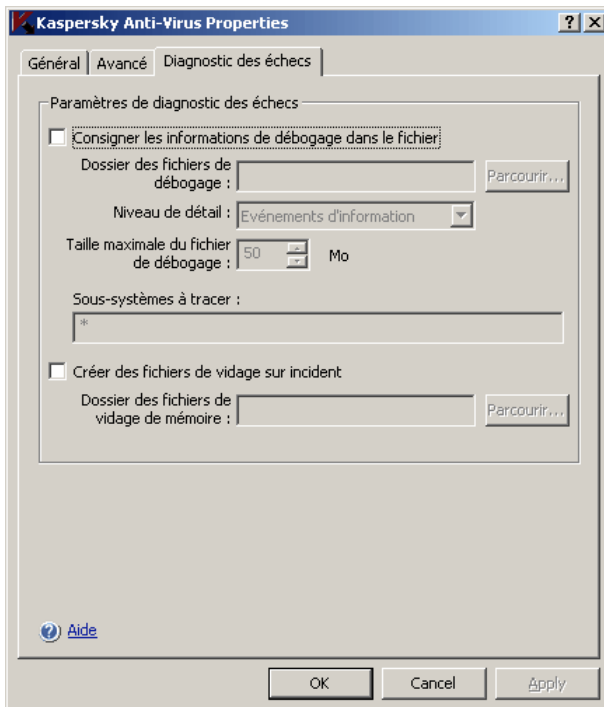 Kaspersky Anti-Virus Properties
Général
Avancé
Diagnostic des échecs
Paramètres de diagnostic des échecs
Consigner les informations de débogage dans le fichier
Dossier des fichiers de
débogage :
Parcourir...
Niveau de détail :
Evénements d'information
Taille maximale du fichier
de débogage :
50
Mo
Sous-systèmes à tracer :
*
Créer des fichiers de vidage sur incident
Dossier des fichiers de
vidage de mémoire :
Parcourir...
Aide
OK
Cancel
Apply